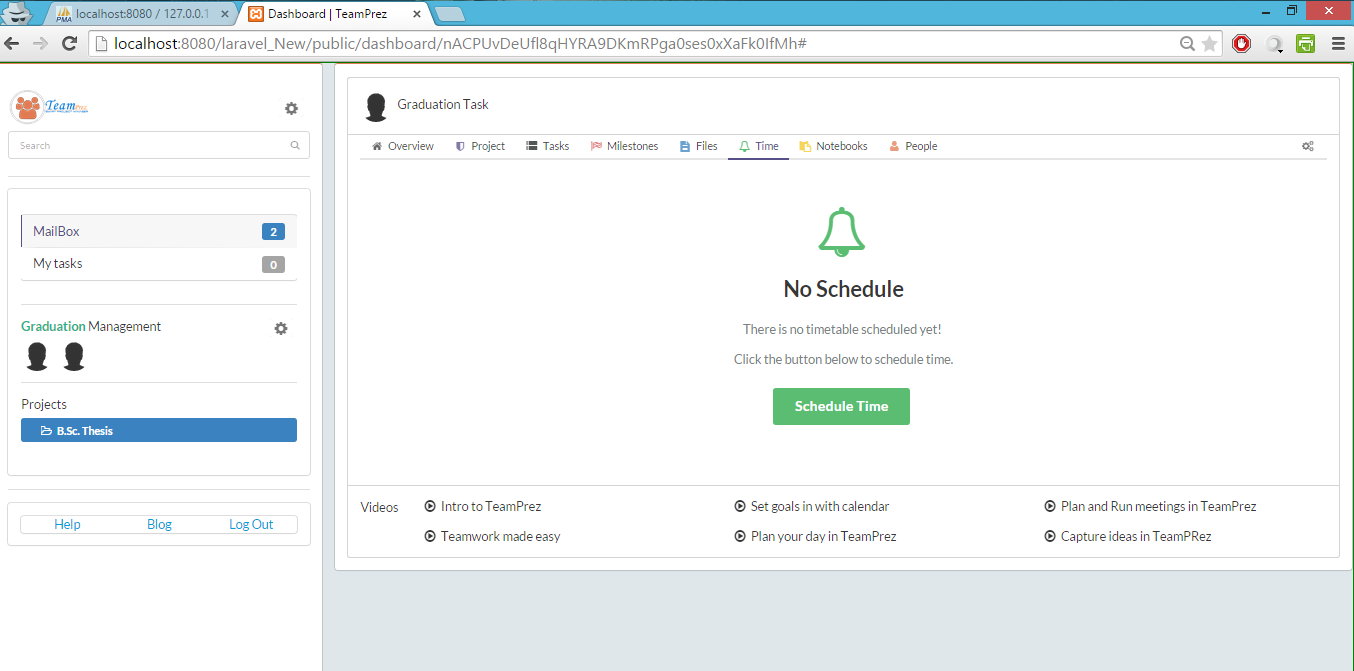 localhost:8080 / 127.0.0.1
Dashboard | TeamPrez
localhost:8080/laravel_New/public/dashboard/nACPUvDeUfl8qHYRA9DKmRPga0ses0xXaFk0IfMh#
Team
Search
MailBox 2
My tasks 0
Graduation Management
Projects
B.Sc. Thesis
Help Blog Log Out
Graduation Task
Overview Project Tasks Milestones Files Time Notebooks People
No Schedule
There is no timetable scheduled yet!
Click the button below to schedule time.
Schedule Time
Videos
Intro to TeamPrez
Set goals in with calendar
Plan and Run meetings in TeamPrez
Teamwork made easy
Plan your day in TeamPrez
Capture ideas in TeamPRez